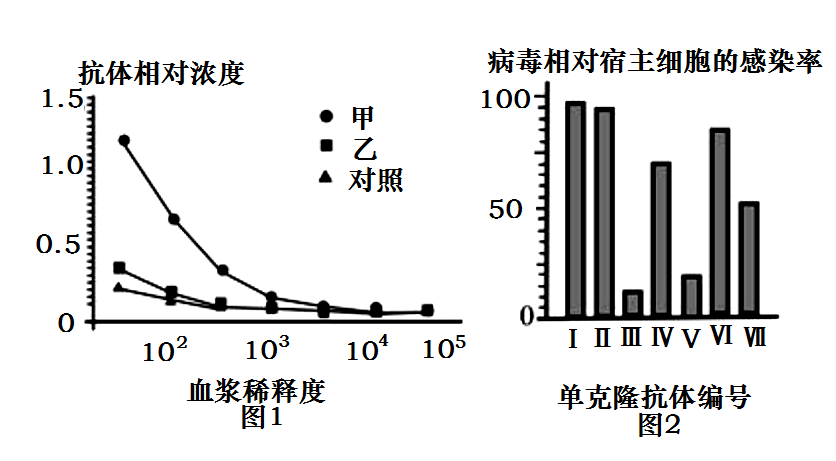 抗体相对浓度
1.5
1.0
0.5
0
甲
乙
对照
10² 10³ 10⁴ 10⁵
血浆稀释度
图1
病毒相对宿主细胞的感染率
100
50
0
Ⅰ Ⅱ Ⅲ Ⅳ Ⅴ Ⅵ Ⅶ
单克隆抗体编号
图2